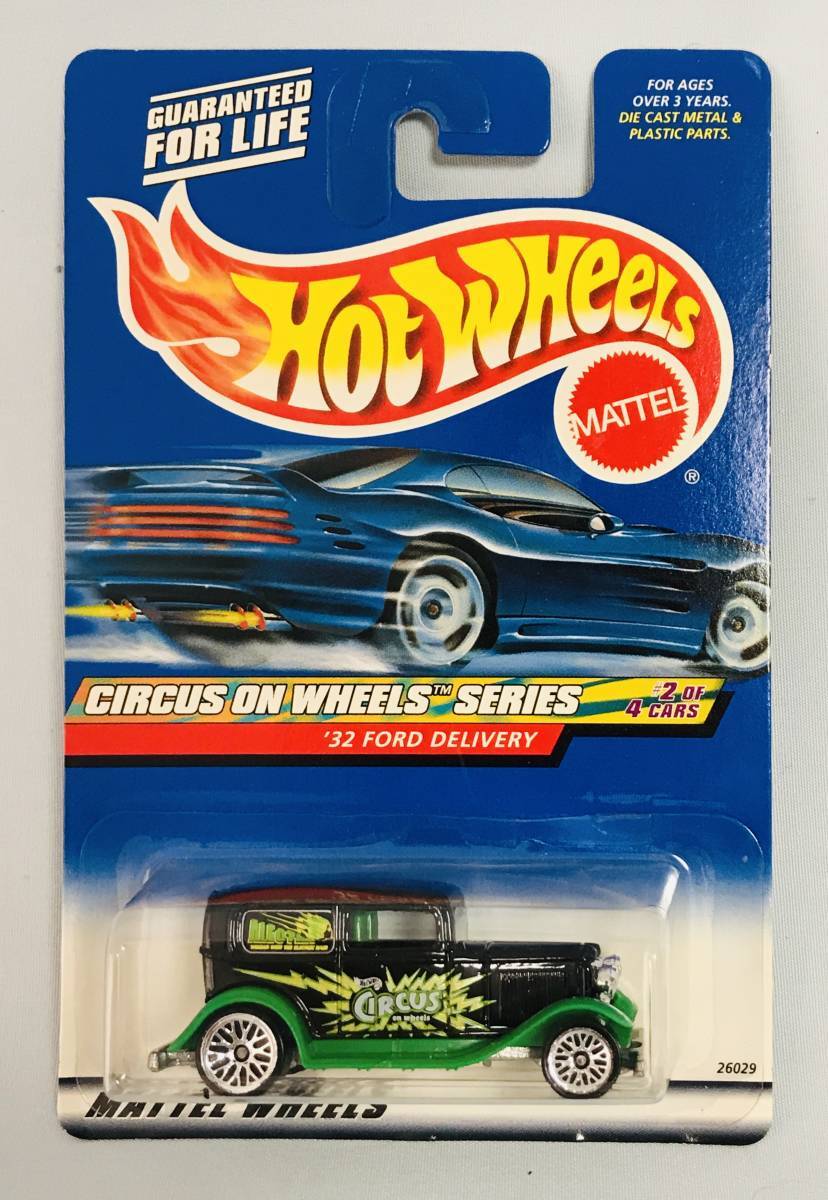 GUARANTEED
FOR LIFE
FOR AGES
OVER 3 YEARS.
DIE CAST METAL &
PLASTIC PARTS.
HOT WHEELS
MATTEL
®
CIRCUS ON WHEELS™ SERIES
#2 OF
4 CARS
'32 FORD DELIVERY
CIRCUS
on wheels
26029
MATTEL WHEELS